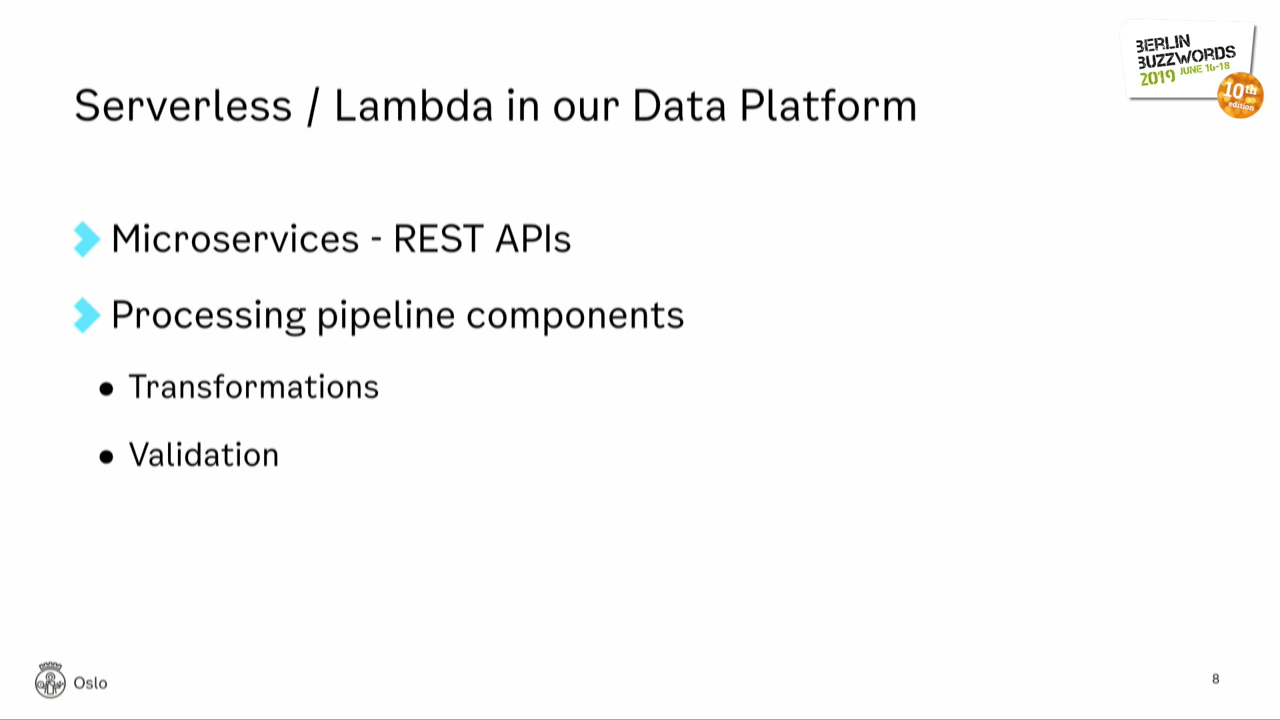 BERLIN
BUZZWORDS
2019 JUNE 16-18
10th
edition
Serverless / Lambda in our Data Platform
Microservices - REST APIs
Processing pipeline components
● Transformations
● Validation
Oslo
8